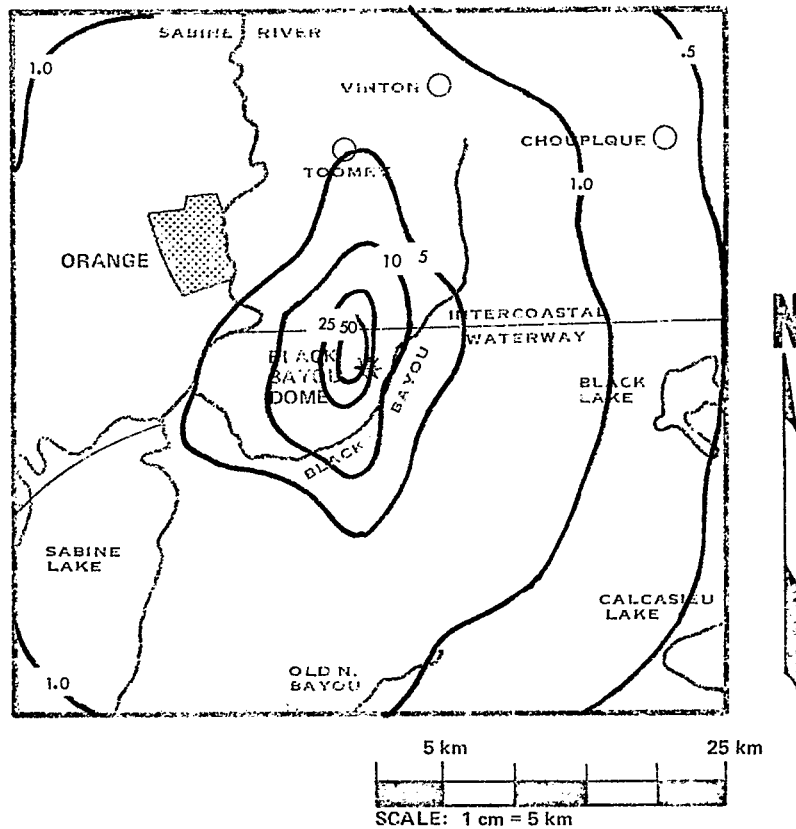 SABINE RIVER
1.0
.5
VINTON
CHOUPLQUE
TOOMEY
1.0
ORANGE
10
5
25
50
INTERCOASTAL
WATERWAY
BLACK
BAYOU
DOME
BLACK BAYOU
BLACK
LAKE
N
SABINE
LAKE
CALCASIEU
LAKE
1.0
OLD N.
BAYOU
5 km
25 km
SCALE: 1 cm = 5 km